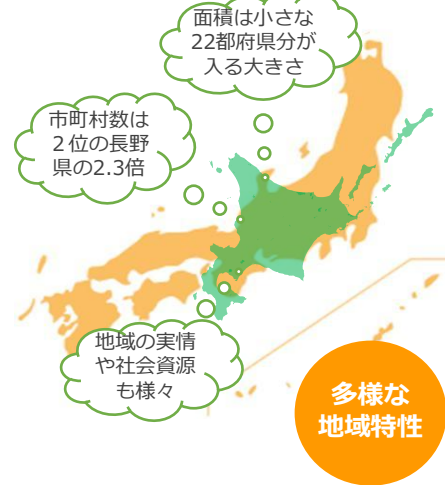 面積は小さな
22都府県分が
入る大きさ
市町村数は
２位の長野
県の2.3倍
地域の実情
や社会資源
も様々
多様な
地域特性